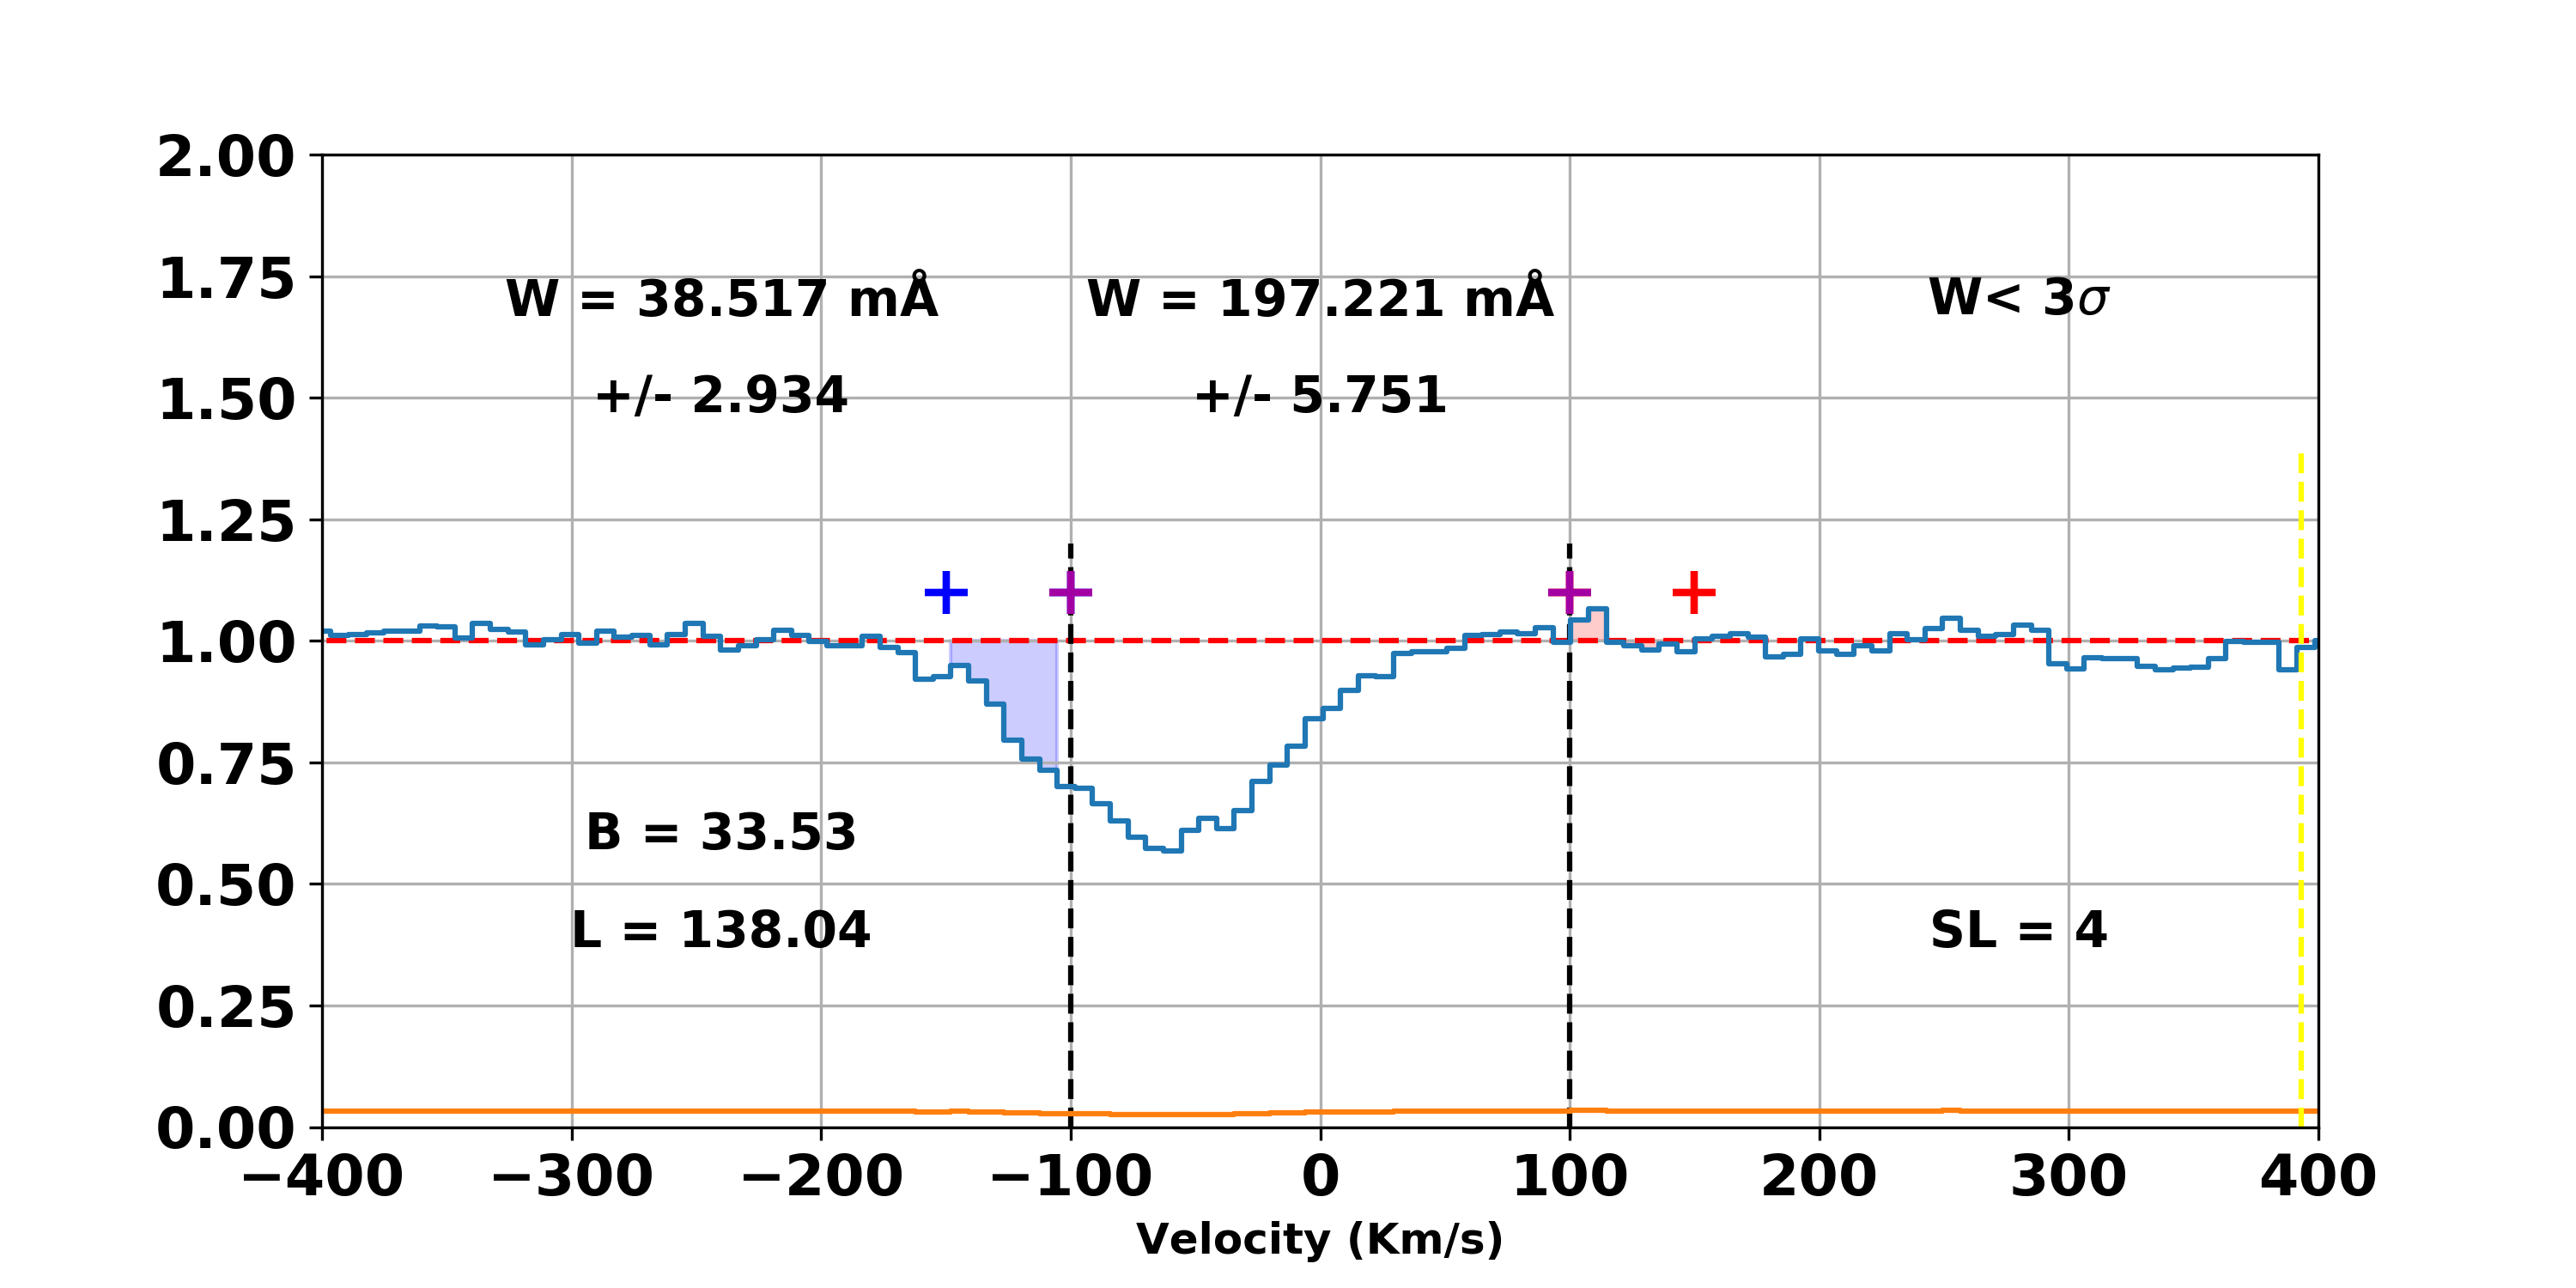 2.00
1.75
1.50
1.25
1.00
0.75
0.50
0.25
0.00
W = 38.517 mÅ
+/- 2.934
W = 197.221 mÅ
+/- 5.751
W< 3σ
B = 33.53
L = 138.04
SL = 4
−400 −300 −200 −100 0 100 200 300 400
Velocity (Km/s)